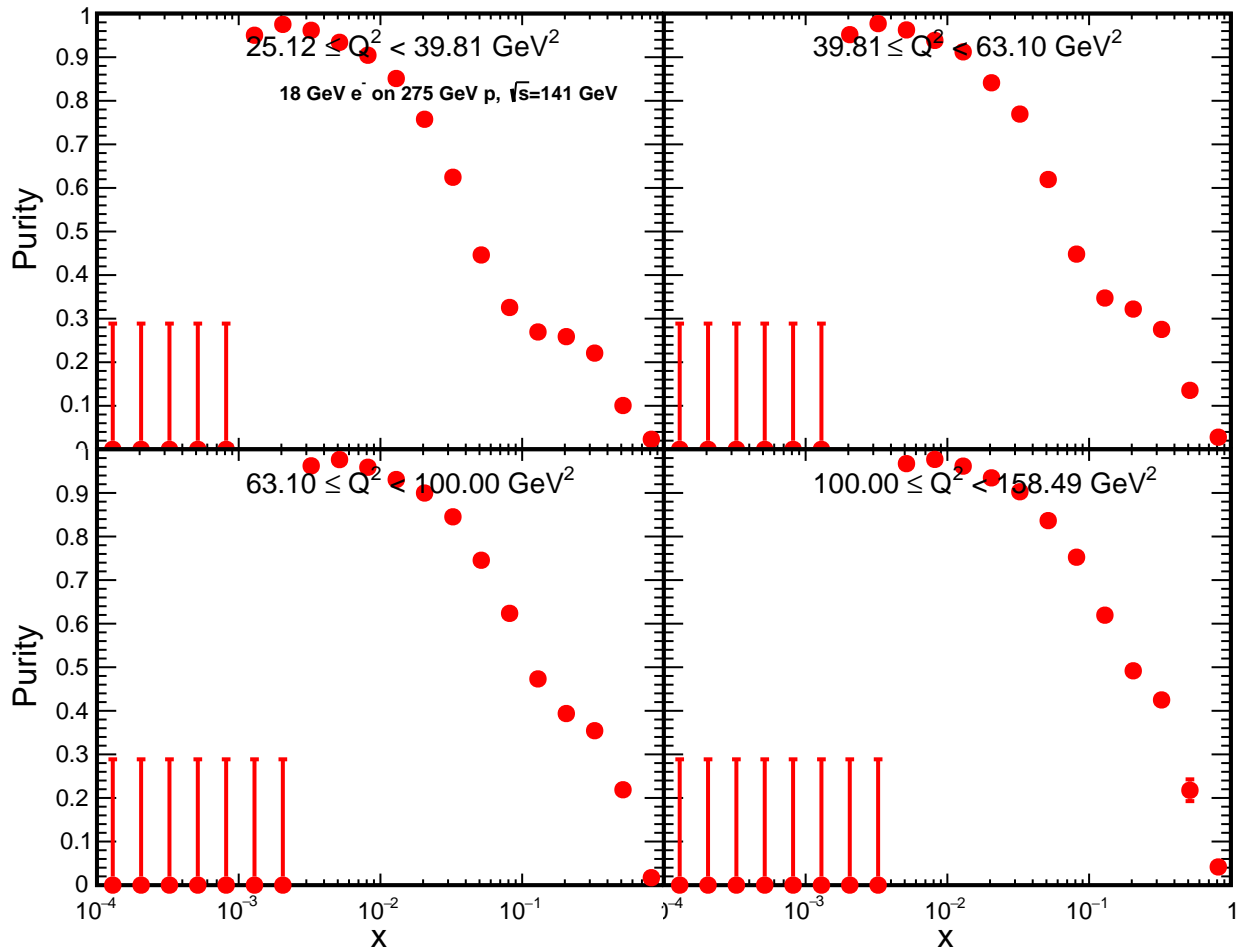 1
0.9
0.8
0.7
0.6
0.5
0.4
0.3
0.2
0.1
0
Purity
25.12 ≤ Q² < 39.81 GeV²
18 GeV e⁻ on 275 GeV p, √s=141 GeV
39.81 ≤ Q² < 63.10 GeV²
0.9
0.8
0.7
0.6
0.5
0.4
0.3
0.2
0.1
0
Purity
63.10 ≤ Q² < 100.00 GeV²
100.00 ≤ Q² < 158.49 GeV²
10⁻⁴ 10⁻³ 10⁻² 10⁻¹
10⁻³ 10⁻² 10⁻¹ 1
x
x